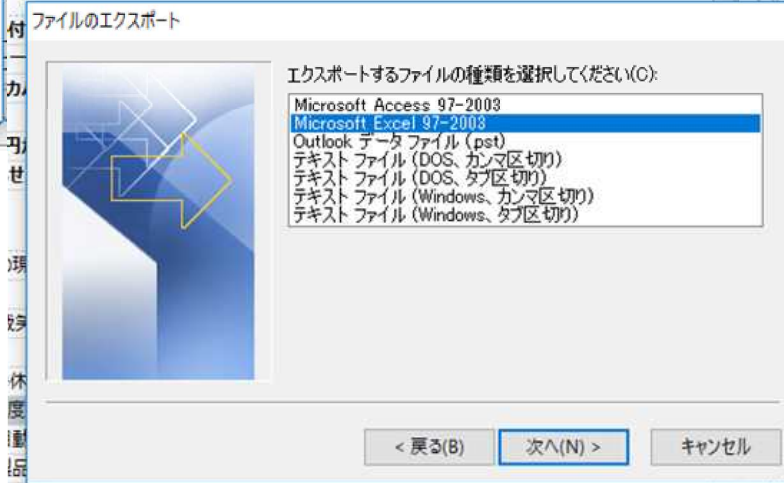 ファイルのエクスポート
エクスポートするファイルの種類を選択してください(C):
Microsoft Access 97-2003
Microsoft Excel 97-2003
Outlook データ ファイル (pst)
テキスト ファイル (DOS、カンマ区切り)
テキスト ファイル (DOS、タブ区切り)
テキスト ファイル (Windows、カンマ区切り)
テキスト ファイル (Windows、タブ区切り)
< 戻る(B)
次へ(N) >
キャンセル